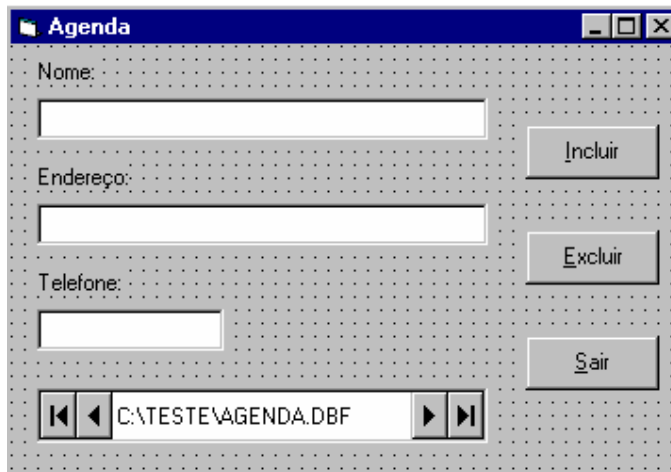 Agenda
Nome:
Incluir
Endereço:
Excluir
Telefone:
Sair
C:\TESTE\AGENDA.DBF